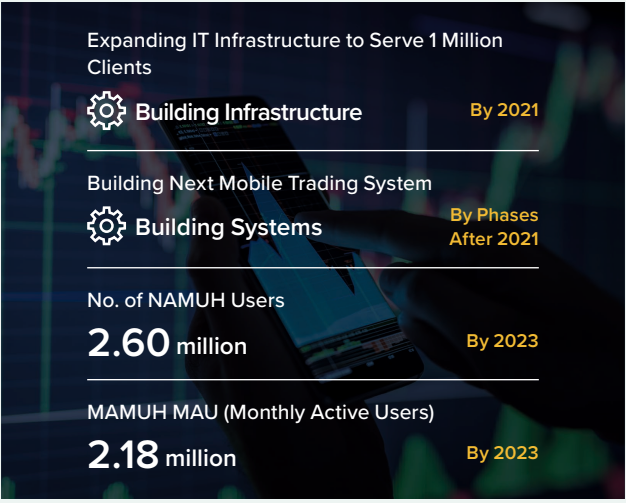 Expanding IT Infrastructure to Serve 1 Million
Clients
Building Infrastructure
By 2021
Building Next Mobile Trading System
Building Systems
By Phases
After 2021
No. of NAMUH Users
2.60 million
By 2023
MAMUH MAU (Monthly Active Users)
2.18 million
By 2023